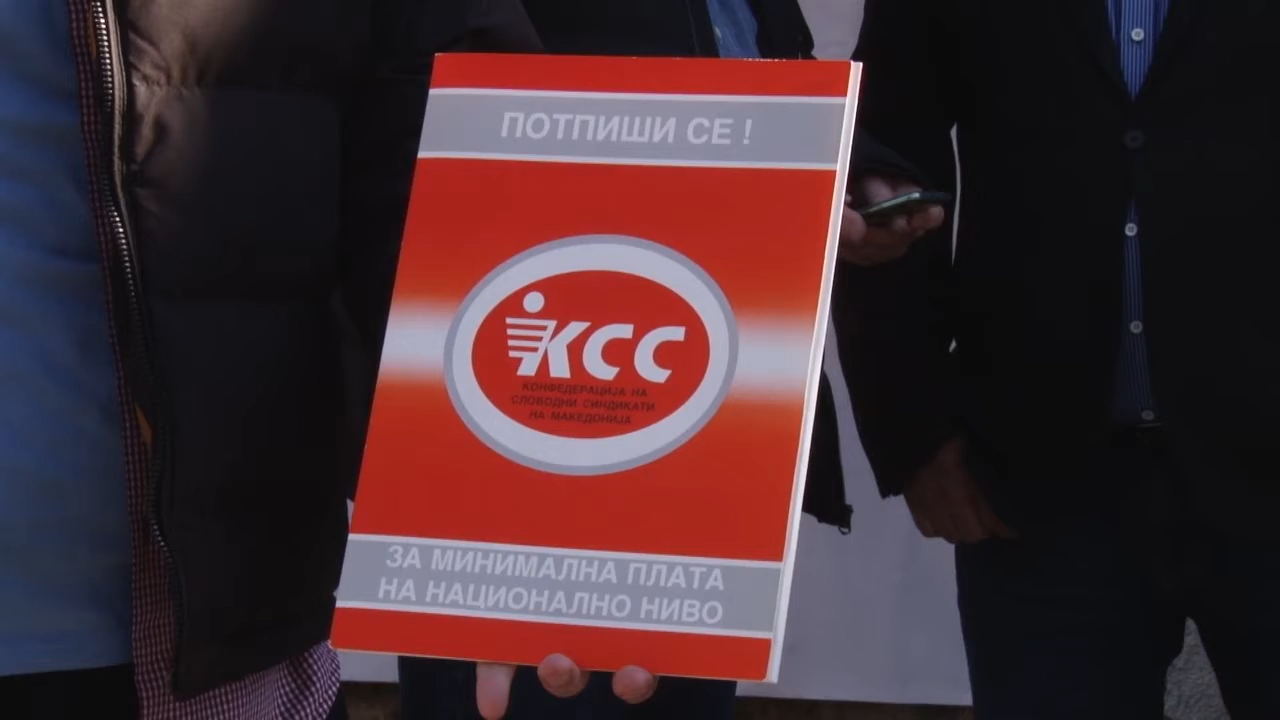 ПОТПИШИ СЕ !
КСС
КОНФЕДЕРАЦИЈА НА
СЛОБОДНИ СИНДИКАТИ
НА МАКЕДОНИЈА
ЗА МИНИМАЛНА ПЛАТА
НА НАЦИОНАЛНО НИВО